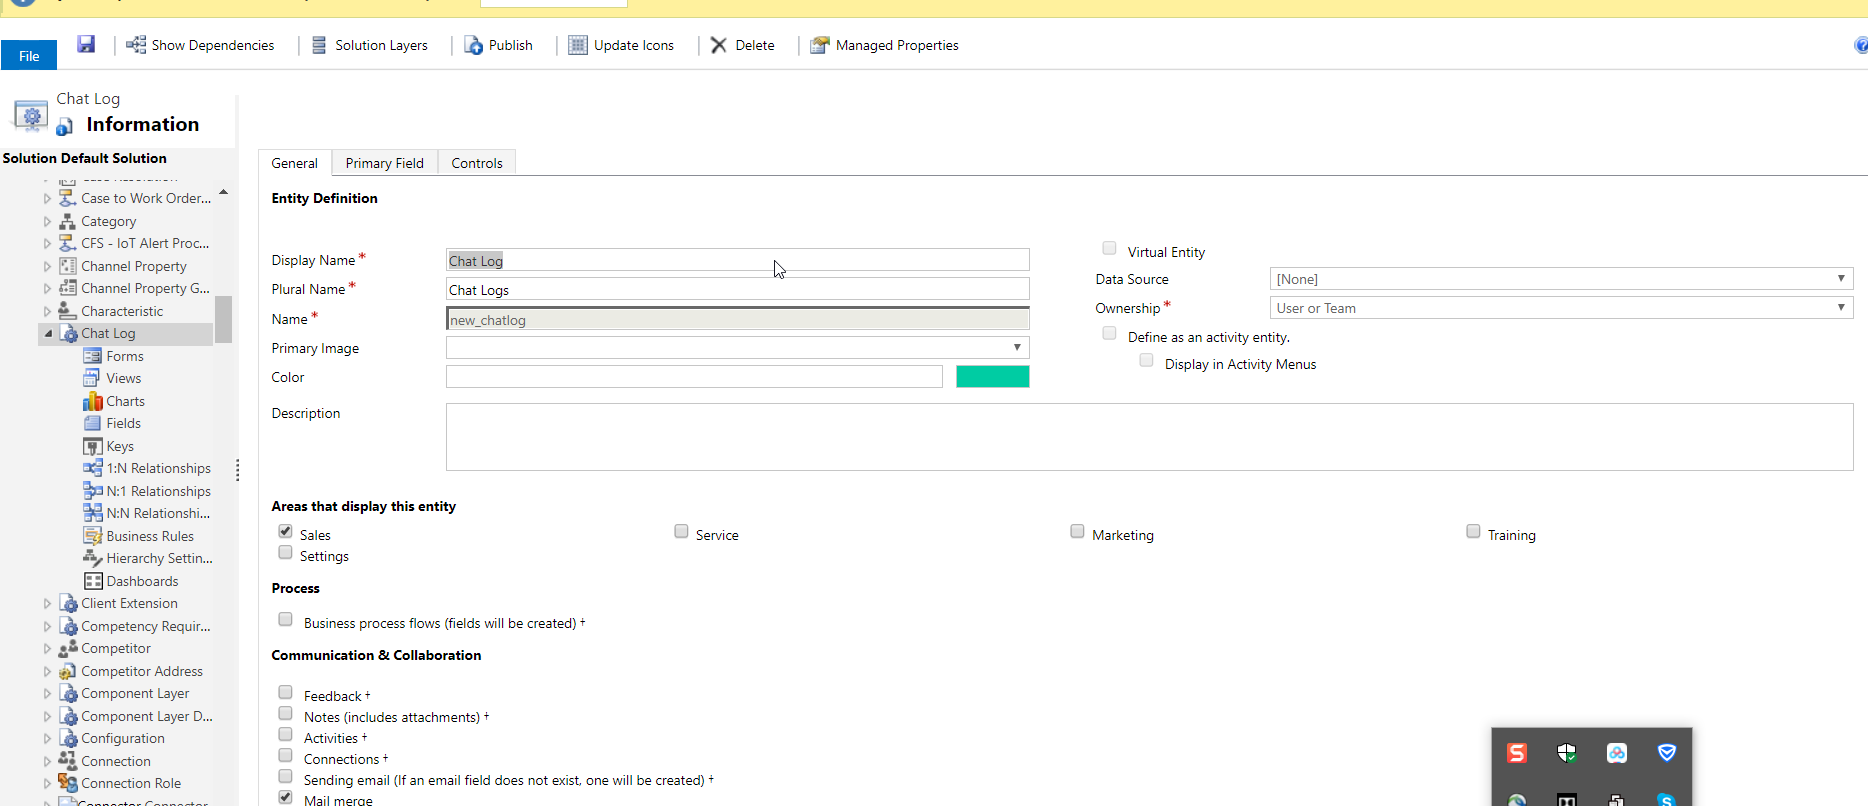 File
Show Dependencies
Solution Layers
Publish
Update Icons
Delete
Managed Properties
Chat Log
Information
Solution Default Solution
Case to Work Order...
Category
CFS - IoT Alert Proc...
Channel Property
Channel Property G...
Characteristic
Chat Log
Forms
Views
Charts
Fields
Keys
1:N Relationships
N:1 Relationships
N:N Relationshi...
Business Rules
Hierarchy Settin...
Dashboards
Client Extension
Competency Requir...
Competitor
Competitor Address
Component Layer
Component Layer D...
Configuration
Connection
Connection Role
General
Primary Field
Controls
Entity Definition
Display Name *
Chat Log
Plural Name *
Chat Logs
Name *
new_chatlog
Primary Image
Color
Description
Virtual Entity
Data Source
[None]
Ownership *
User or Team
Define as an activity entity.
Display in Activity Menus
Areas that display this entity
Sales
Service
Marketing
Training
Settings
Process
Business process flows (fields will be created) †
Communication & Collaboration
Feedback †
Notes (includes attachments) †
Activities †
Connections †
Sending email (If an email field does not exist, one will be created) †
Mail merge